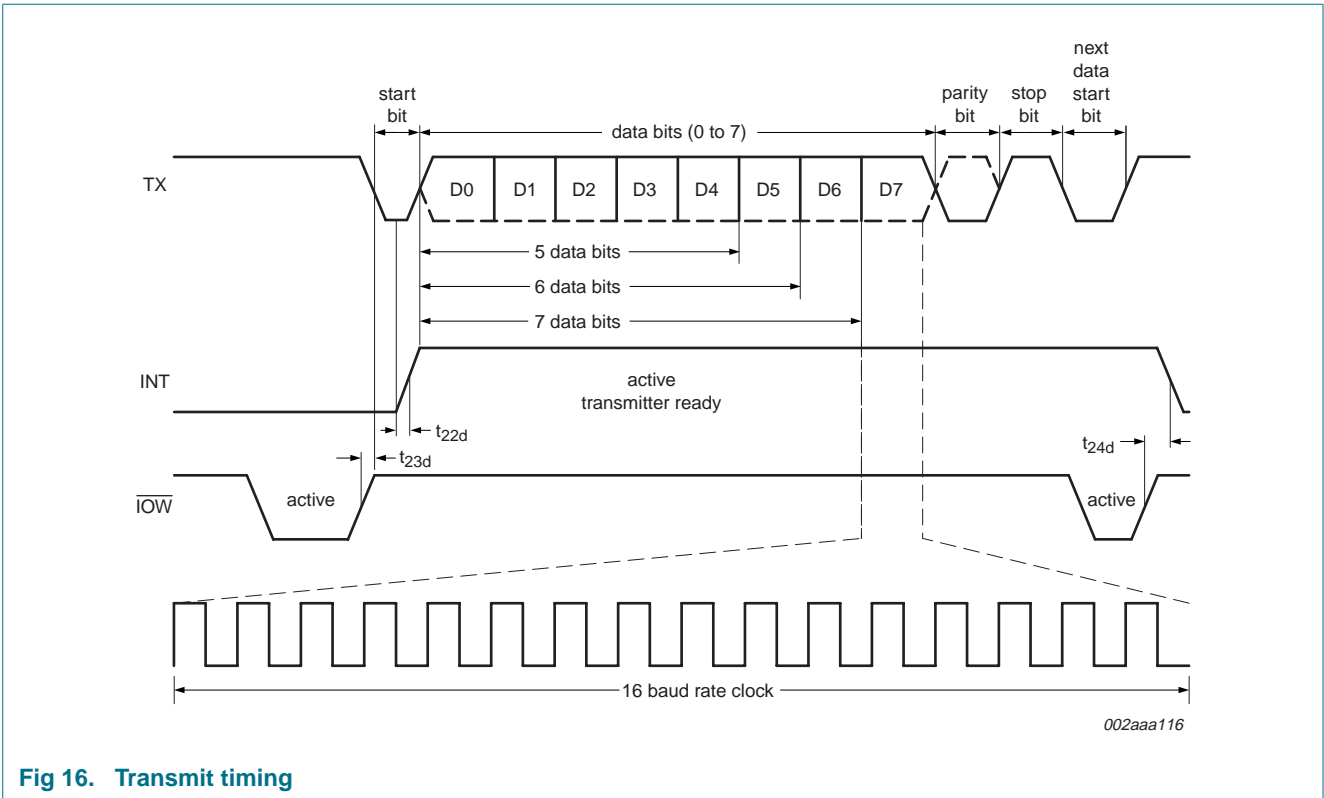 start
bit
data bits (0 to 7)
parity
bit
stop
bit
next
data
start
bit
TX
D0 D1 D2 D3 D4 D5 D6 D7
5 data bits
6 data bits
7 data bits
INT
active
transmitter ready
t22d
t23d
t24d
IOW
active
active
16 baud rate clock
002aaa116
Fig 16. Transmit timing